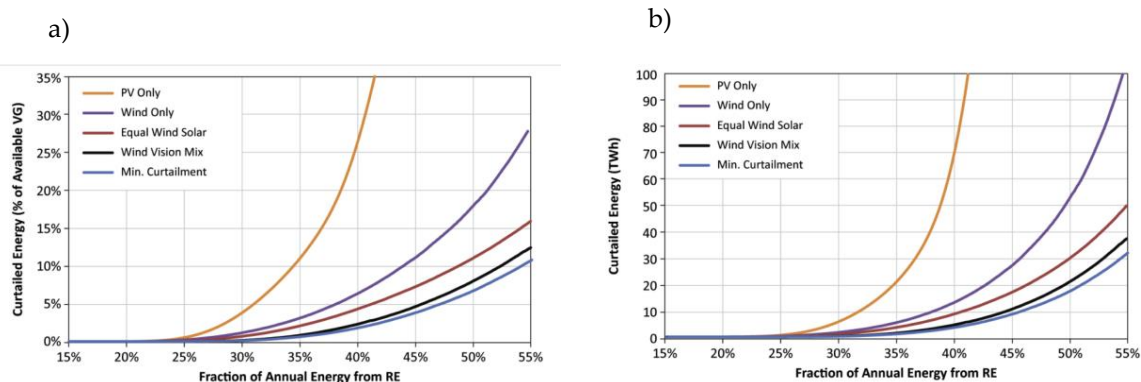 a)
35%
30%
25%
20%
15%
10%
5%
0%
Curtailed Energy (% of Available VG)
PV Only
Wind Only
Equal Wind Solar
Wind Vision Mix
Min. Curtailment
15% 20% 25% 30% 35% 40% 45% 50% 55%
Fraction of Annual Energy from RE
b)
100
90
80
70
60
50
40
30
20
10
0
Curtailed Energy (TWh)
PV Only
Wind Only
Equal Wind Solar
Wind Vision Mix
Min. Curtailment
15% 20% 25% 30% 35% 40% 45% 50% 55%
Fraction of Annual Energy from RE